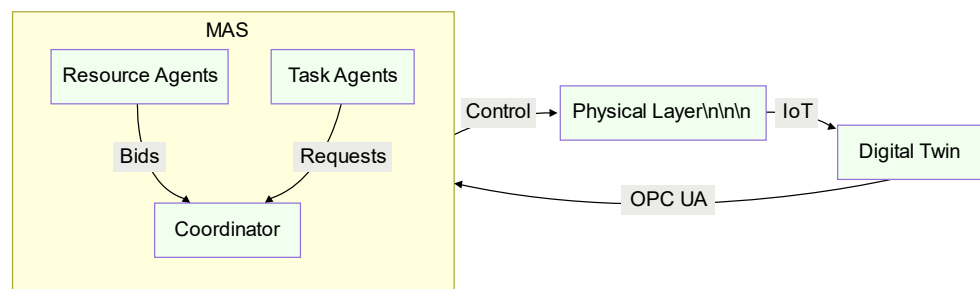 MAS
Resource Agents
Task Agents
Bids
Requests
Coordinator
Control
Physical Layer\n\n\n
IoT
Digital Twin
OPC UA